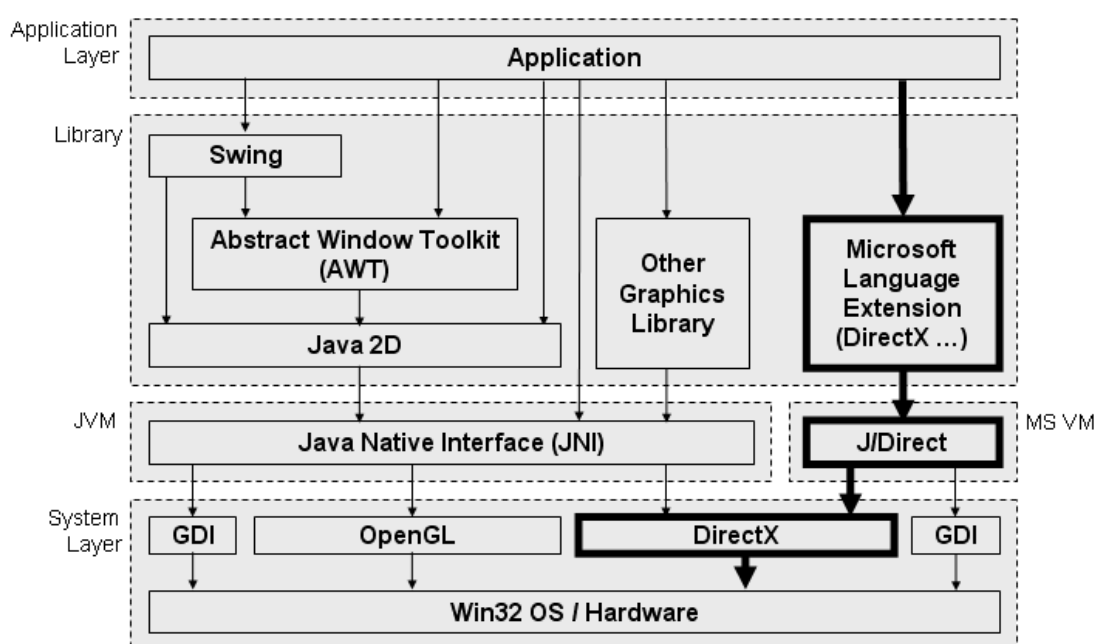 Application
Layer
Application
Library
Swing
Abstract Window Toolkit
(AWT)
Java 2D
Other
Graphics
Library
Microsoft
Language
Extension
(DirectX ...)
JVM
Java Native Interface (JNI)
J/Direct
MS VM
System
Layer
GDI
OpenGL
DirectX
GDI
Win32 OS / Hardware